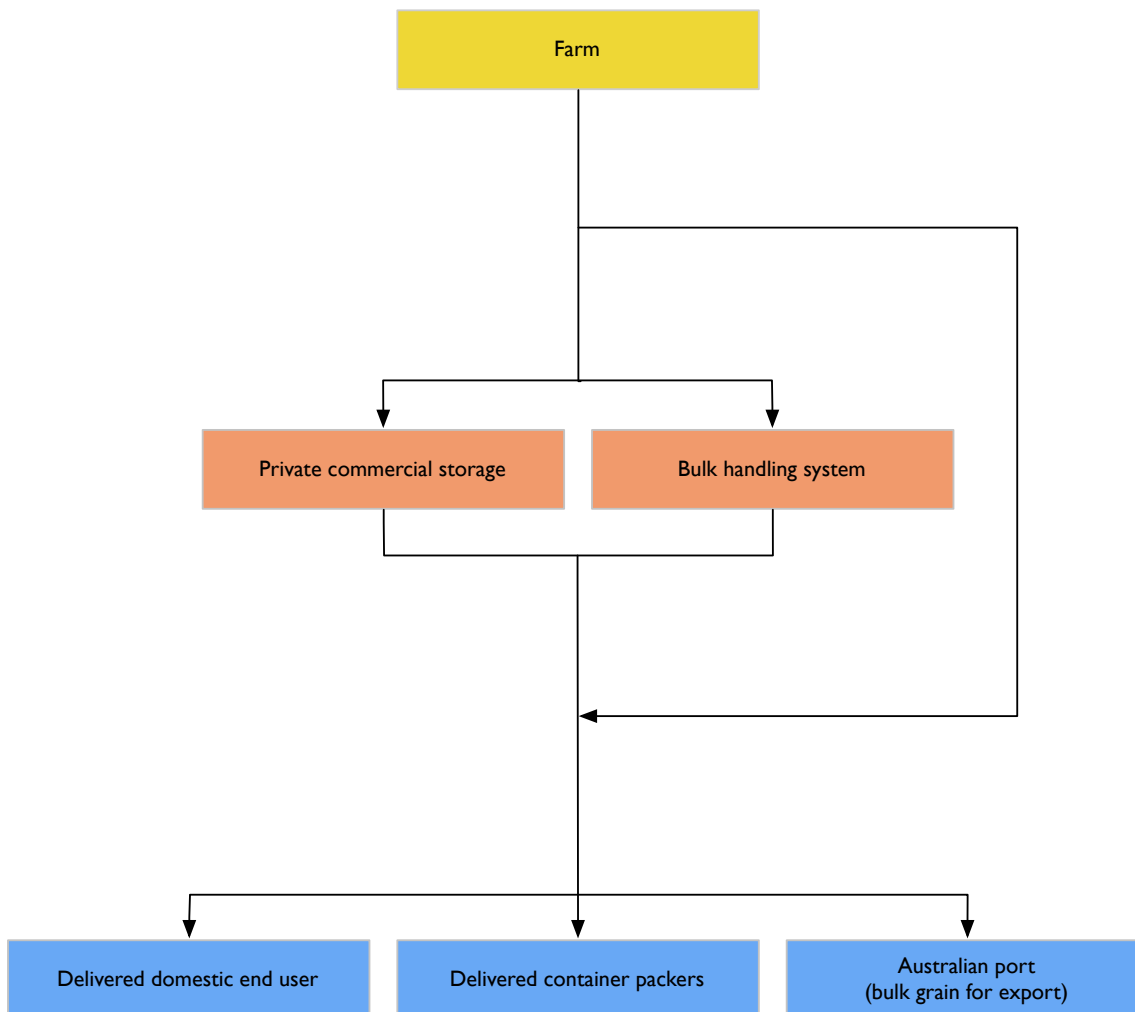 Farm
Private commercial storage
Bulk handling system
Delivered domestic end user
Delivered container packers
Australian port
(bulk grain for export)